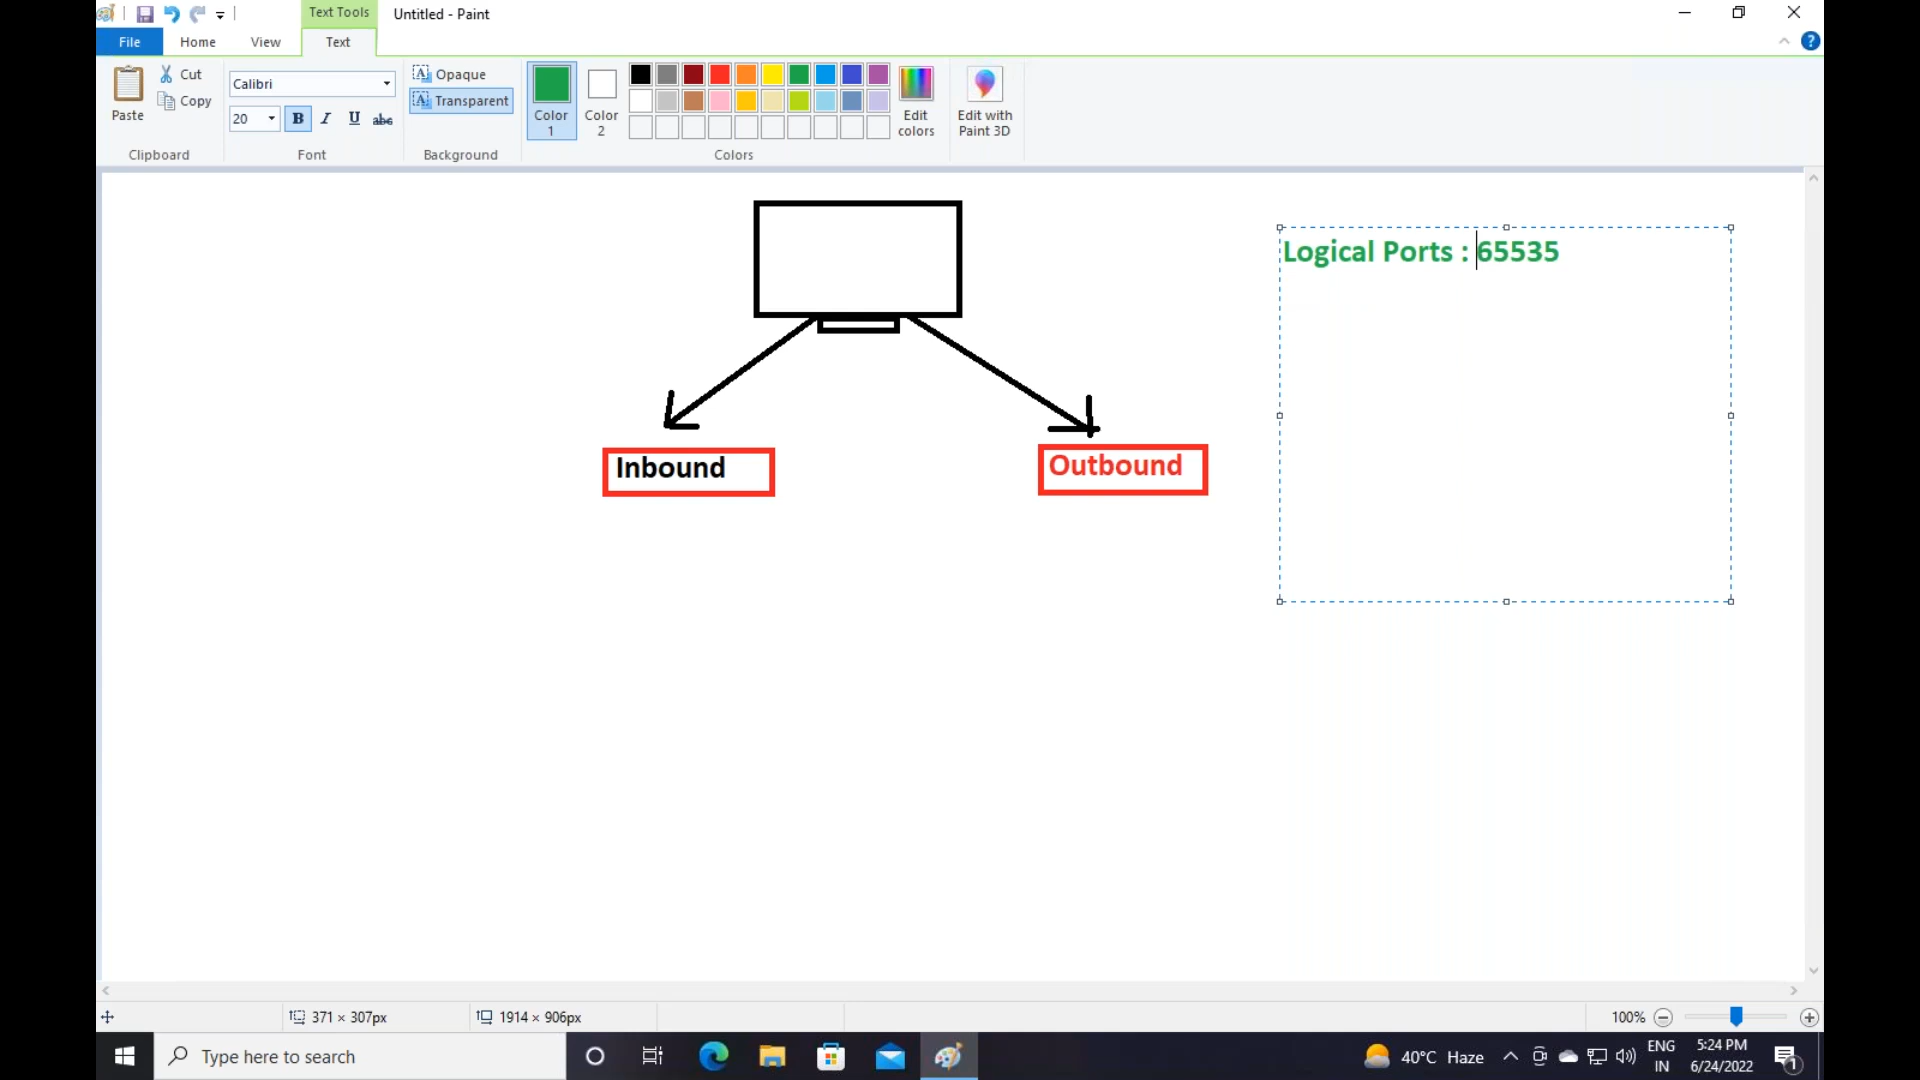 Text Tools
Untitled - Paint
File
Home
View
Text
Paste
Cut
Copy
Clipboard
Calibri
20
B
I
U
abc
Font
Opaque
Transparent
Background
Color 1
Color 2
Edit colors
Colors
Edit with Paint 3D
Logical Ports : 65535
Inbound
Outbound
371 × 307px
1914 × 906px
100%
Type here to search
40°C Haze
ENG
IN
5:24 PM
6/24/2022
1